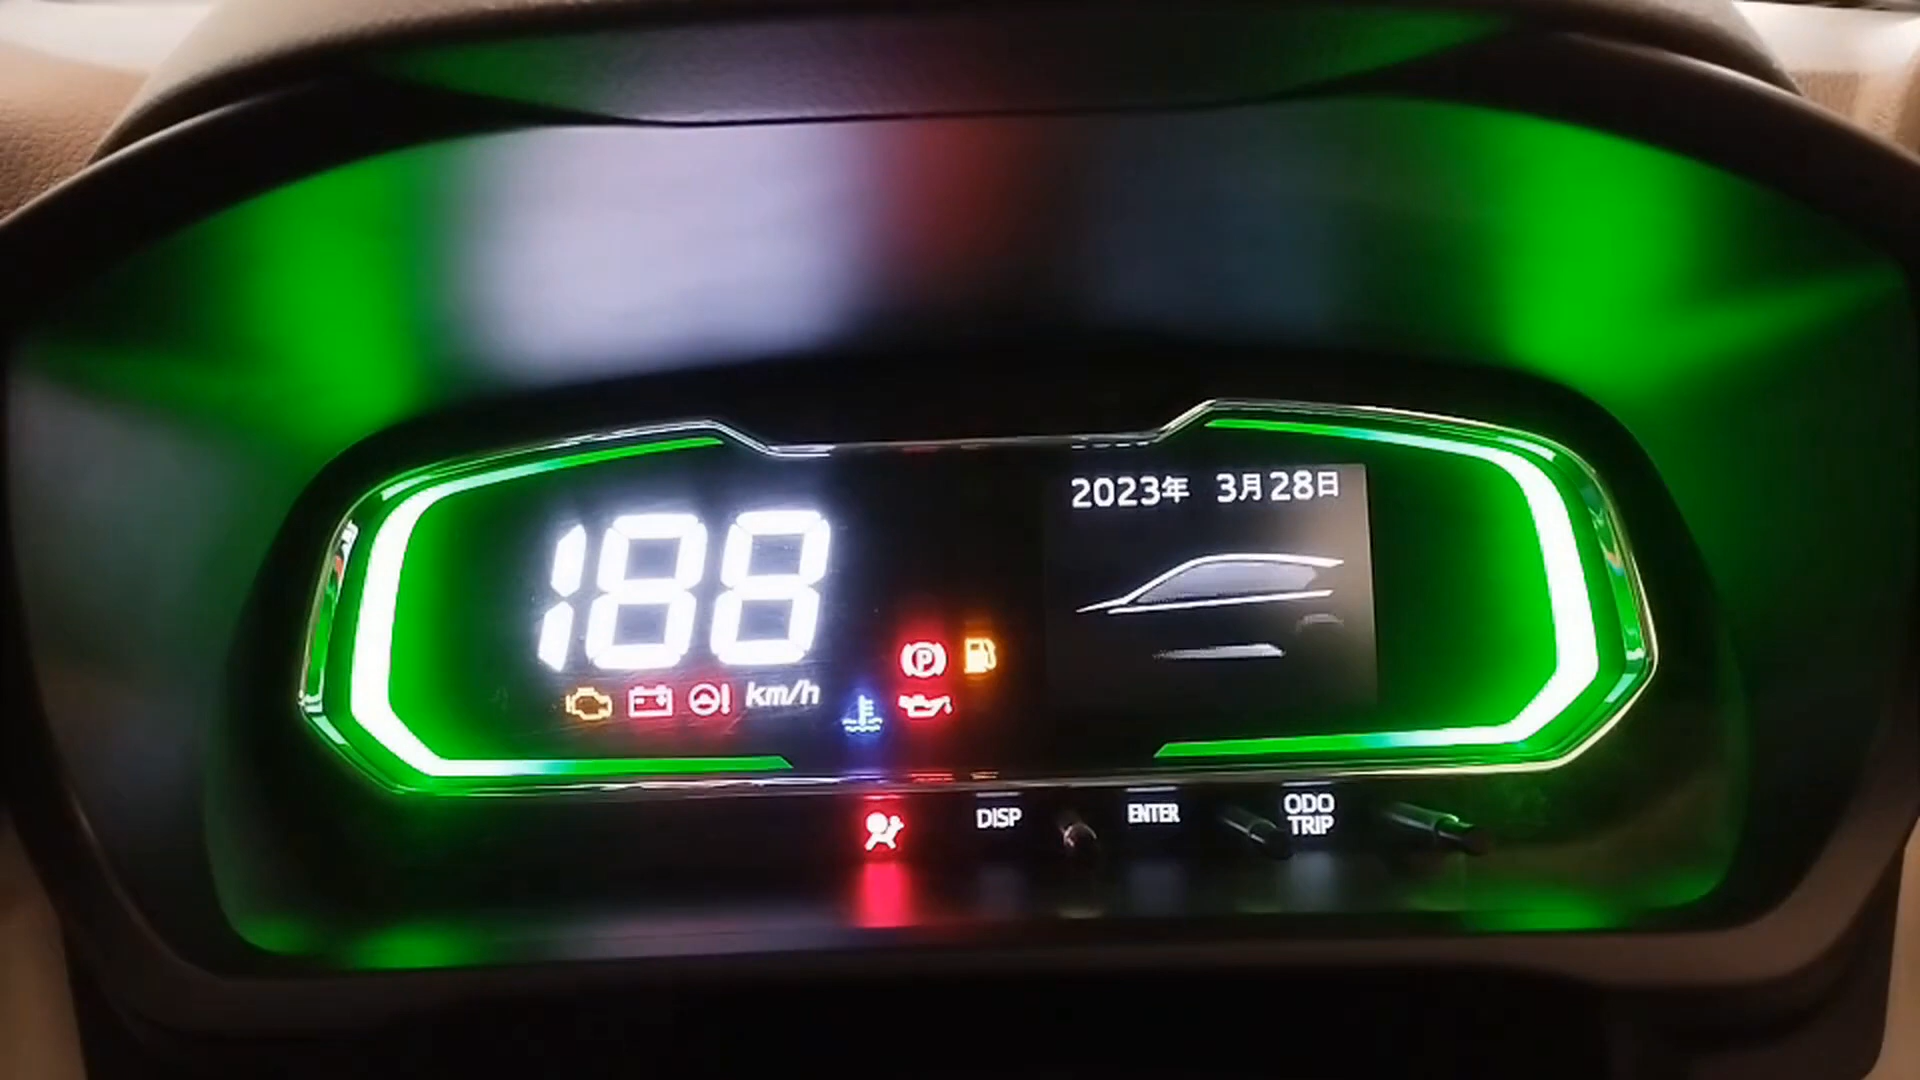 2023年 3月28日
188
km/h
P
DISP
ENTER
ODO
TRIP